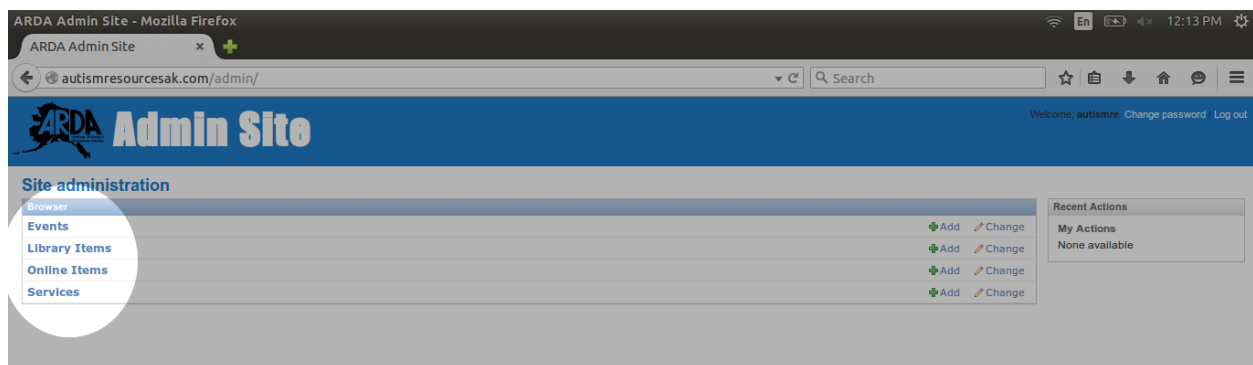 ARDA Admin Site - Mozilla Firefox
En
12:13 PM
ARDA Admin Site
autismresourcesak.com/admin/
Search
ARDA Admin Site
Welcome, autismre. Change password / Log out
Site administration
Browser
Events Add Change
Library Items Add Change
Online Items Add Change
Services Add Change
Recent Actions
My Actions
None available